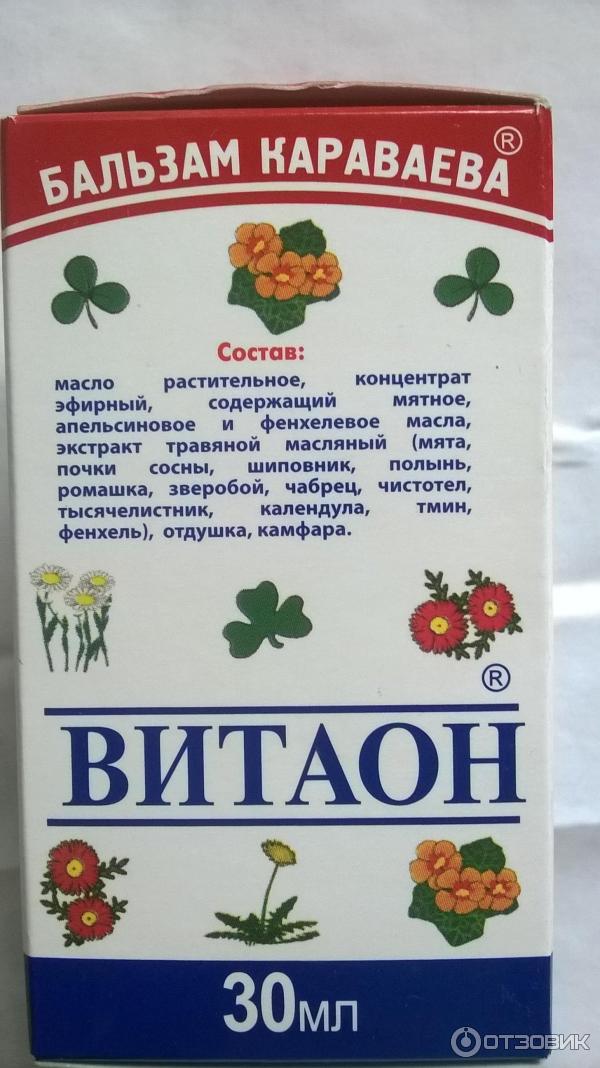 БАЛЬЗАМ КАРАВАЕВА ®
Состав:
масло растительное, концентрат
эфирный, содержащий мятное,
апельсиновое и фенхелевое масла,
экстракт травяной масляный (мята,
почки сосны, шиповник, полынь,
ромашка, зверобой, чабрец, чистотел,
тысячелистник, календула, тмин,
фенхель), отдушка, камфара.
®
ВИТАОН
30мл
ОТЗОВИК